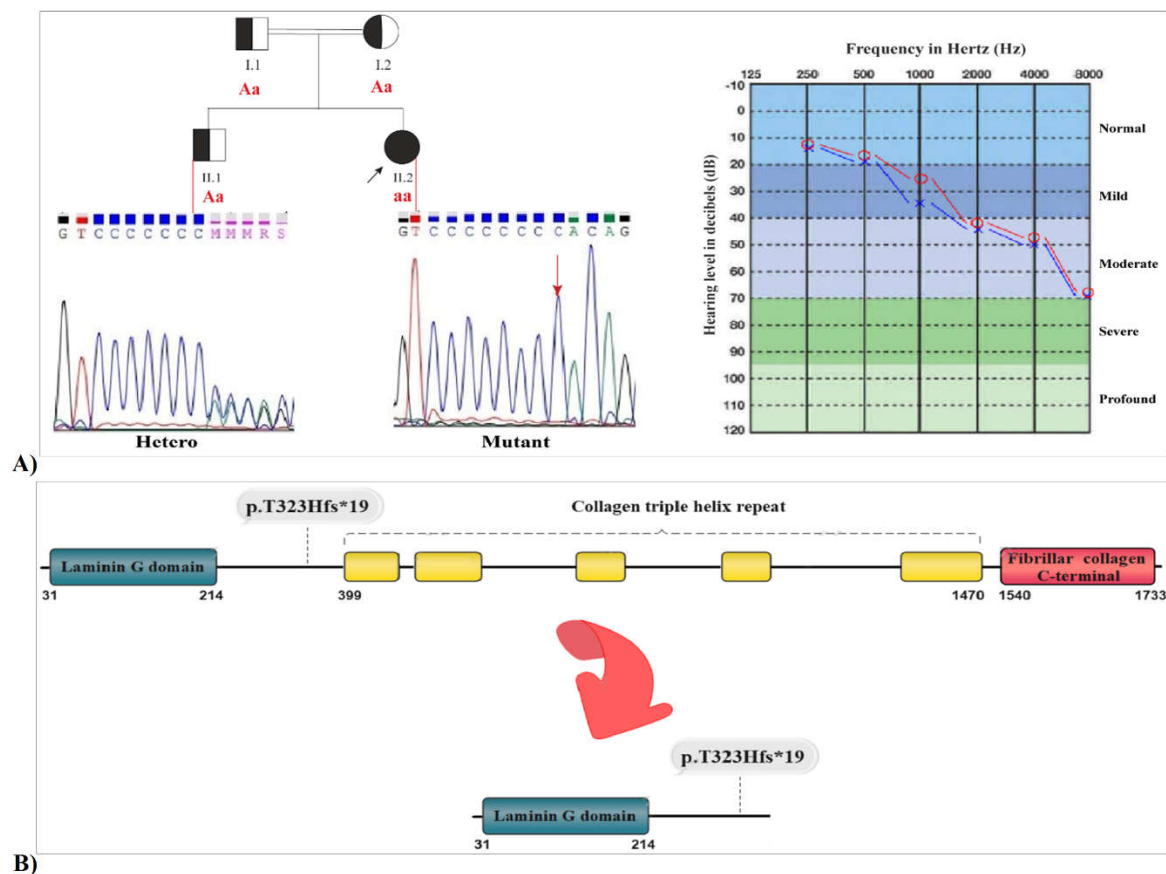 I.1
I.2
Aa
Aa
II.1
II.2
Aa
aa
G T C C C C C C C M M M R S
G T C C C C C C C C A C A G
Hetero
Mutant
Frequency in Hertz (Hz)
125 250 500 1000 2000 4000 8000
Hearing level in decibels (dB)
-10
0
10
20
30
40
50
60
70
80
90
100
110
120
Normal
Mild
Moderate
Severe
Profound
A)
p.T323Hfs*19
Collagen triple helix repeat
Laminin G domain
Fibrillar collagen
C-terminal
31 214 399 1470 1540 1733
p.T323Hfs*19
Laminin G domain
31 214
B)